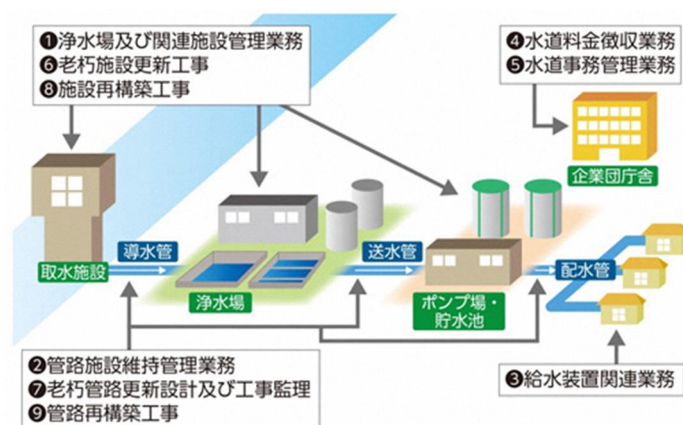 ❶浄水場及び関連施設管理業務
❻老朽施設更新工事
❽施設再構築工事
❹水道料金徴収業務
❺水道事務管理業務
企業団庁舎
導水管
送水管
配水管
取水施設
浄水場
ポンプ場・
貯水池
❷管路施設維持管理業務
❼老朽管路更新設計及び工事監理
❾管路再構築工事
❸給水装置関連業務